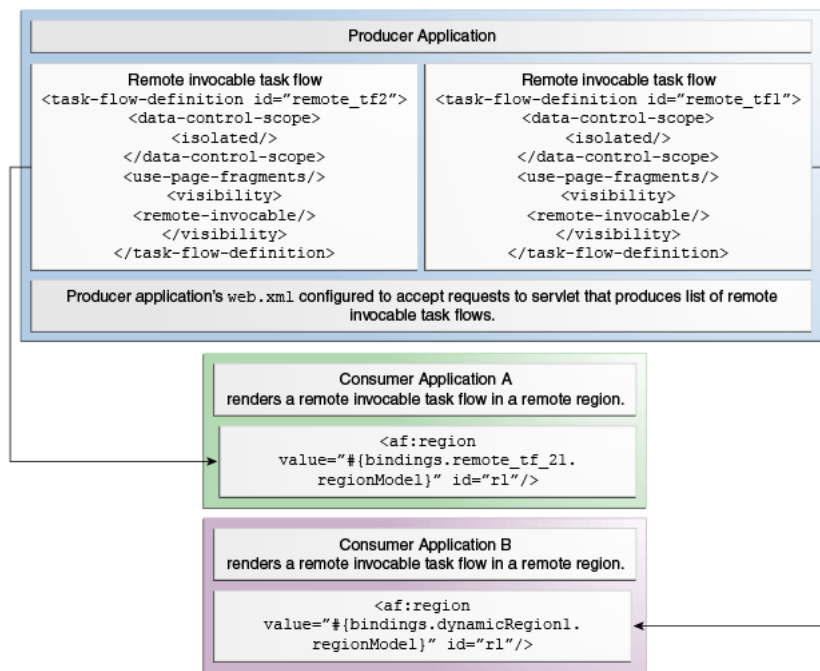 Producer Application
Remote invocable task flow
<task-flow-definition id=”remote_tf2”>
<data-control-scope>
<isolated/>
</data-control-scope>
<use-page-fragments/>
<visibility>
<remote-invocable/>
</visibility>
</task-flow-definition>
Remote invocable task flow
<task-flow-definition id=”remote_tf1”>
<data-control-scope>
<isolated/>
</data-control-scope>
<use-page-fragments/>
<visibility>
<remote-invocable/>
</visibility>
</task-flow-definition>
Producer application's web.xml configured to accept requests to servlet that produces list of remote
invocable task flows.
Consumer Application A
renders a remote invocable task flow in a remote region.
<af:region
value=”#{bindings.remote_tf_21.
regionModel}” id=”r1”/>
Consumer Application B
renders a remote invocable task flow in a remote region.
<af:region
value=”#{bindings.dynamicRegion1.
regionModel}” id=”r1”/>